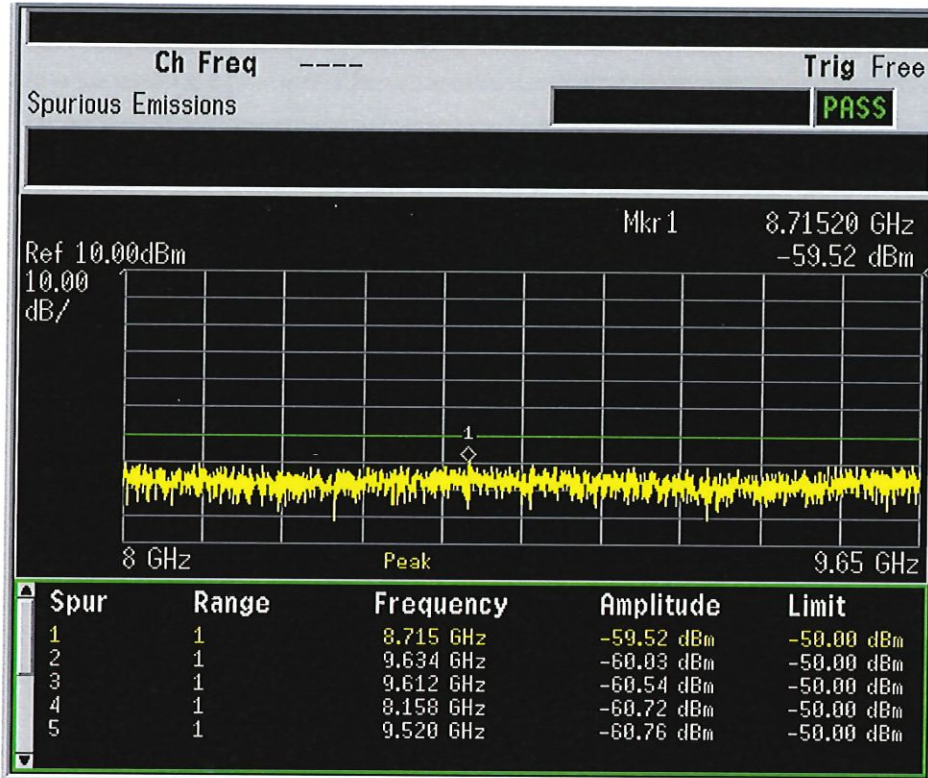 Ch Freq ---- Trig Free
Spurious Emissions PASS
Mkr1 8.71520 GHz
Ref 10.00dBm -59.52 dBm
10.00
dB/
1
8 GHz Peak 9.65 GHz
Spur Range Frequency Amplitude Limit
1 1 8.715 GHz -59.52 dBm -50.00 dBm
2 1 9.634 GHz -60.03 dBm -50.00 dBm
3 1 9.612 GHz -60.54 dBm -50.00 dBm
4 1 8.158 GHz -60.72 dBm -50.00 dBm
5 1 9.520 GHz -60.76 dBm -50.00 dBm